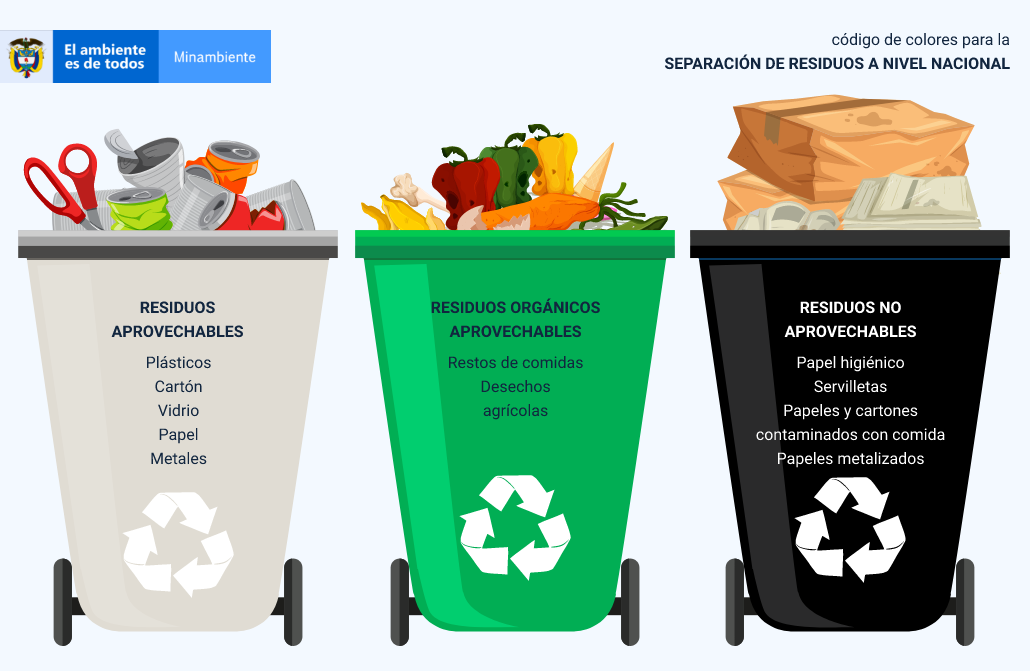 El ambiente
es de todos
Minambiente
código de colores para la
SEPARACIÓN DE RESIDUOS A NIVEL NACIONAL
RESIDUOS
APROVECHABLES
Plásticos
Cartón
Vidrio
Papel
Metales
RESIDUOS ORGÁNICOS
APROVECHABLES
Restos de comidas
Desechos
agrícolas
RESIDUOS NO
APROVECHABLES
Papel higiénico
Servilletas
Papeles y cartones
contaminados con comida
Papeles metalizados